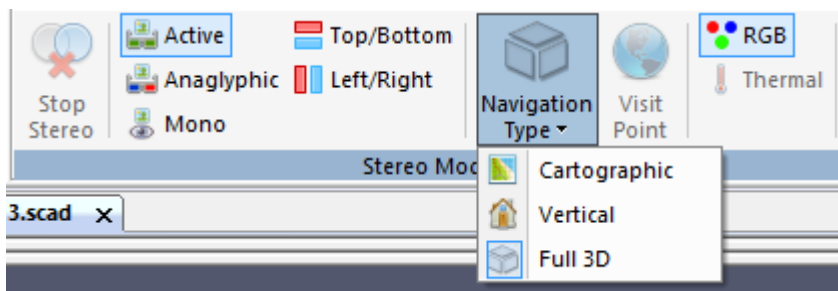 Stop
Stereo
Active
Anaglyphic
Mono
Top/Bottom
Left/Right
Navigation
Type
Visit
Point
RGB
Thermal
Stereo Mod
3.scad
Cartographic
Vertical
Full 3D